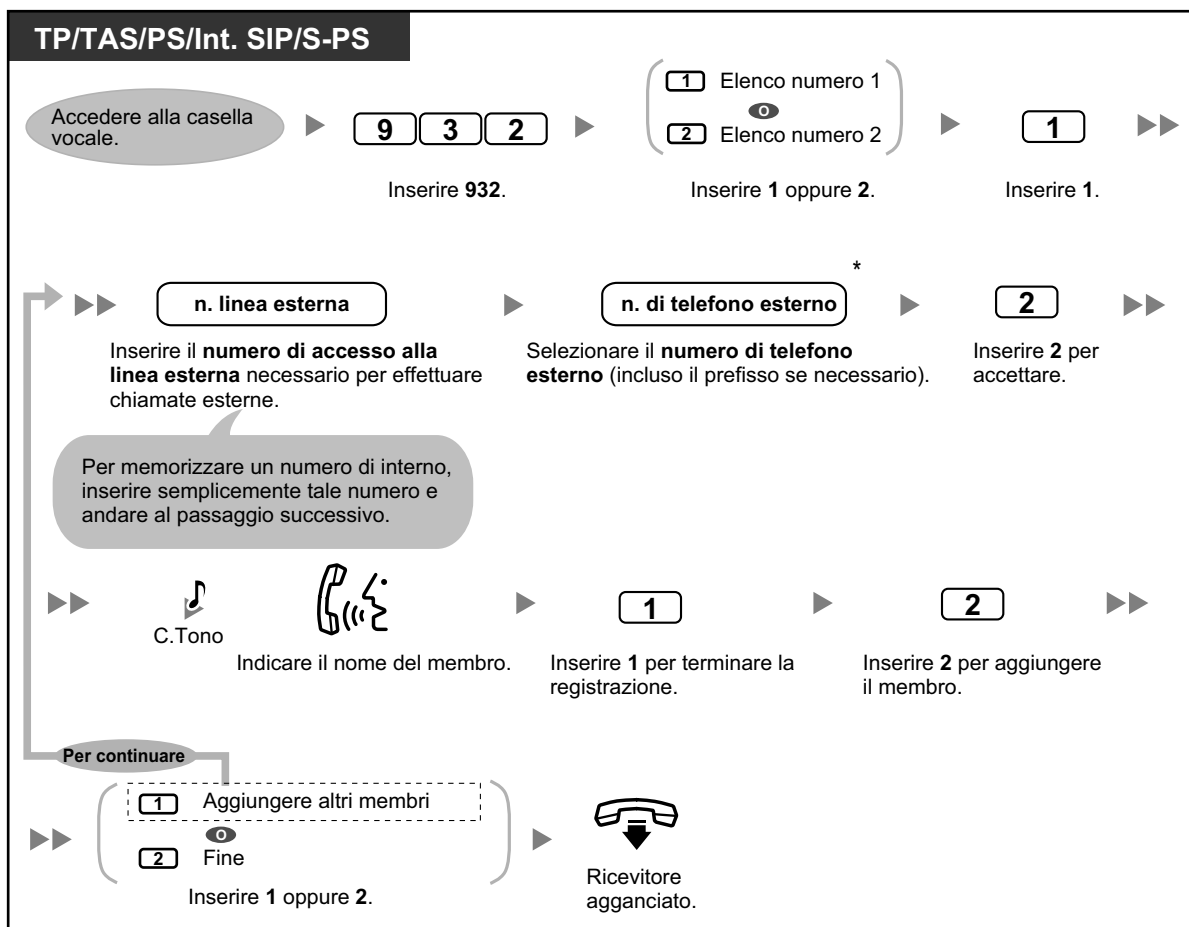 TP/TAS/PS/Int. SIP/S-PS
Accedere alla casella
vocale.
9 3 2
Inserire 932.
1 Elenco numero 1
O
2 Elenco numero 2
Inserire 1 oppure 2.
1
Inserire 1.
n. linea esterna
Inserire il numero di accesso alla
linea esterna necessario per effettuare
chiamate esterne.
Per memorizzare un numero di interno,
inserire semplicemente tale numero e
andare al passaggio successivo.
n. di telefono esterno *
Selezionare il numero di telefono
esterno (incluso il prefisso se necessario).
2
Inserire 2 per
accettare.
C.Tono
Indicare il nome del membro.
1
Inserire 1 per terminare la
registrazione.
2
Inserire 2 per aggiungere
il membro.
Per continuare
1 Aggiungere altri membri
O
2 Fine
Inserire 1 oppure 2.
Ricevitore
agganciato.